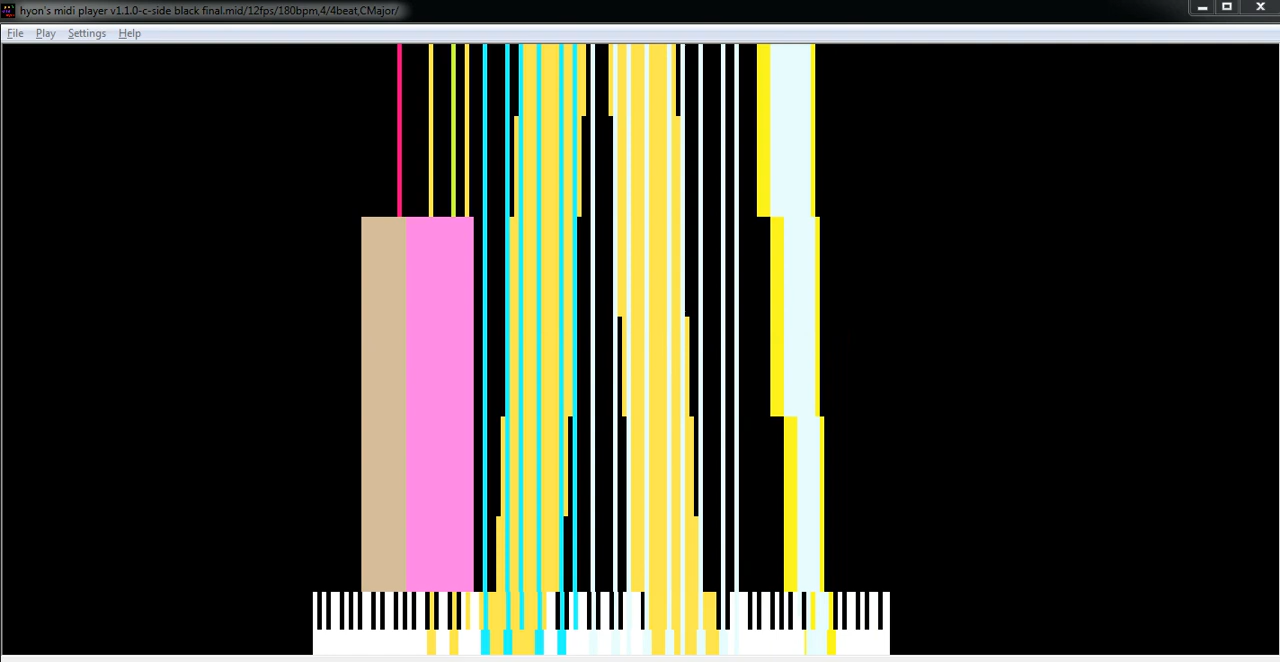 hyon's midi player v1.1.0-c-side black final.mid/12fps/180bpm,4/4beat,CMajor/
File Play Settings Help